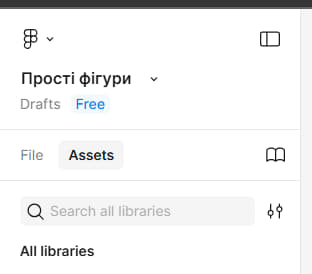 Прості фігури
Drafts Free
File Assets
Search all libraries
All libraries